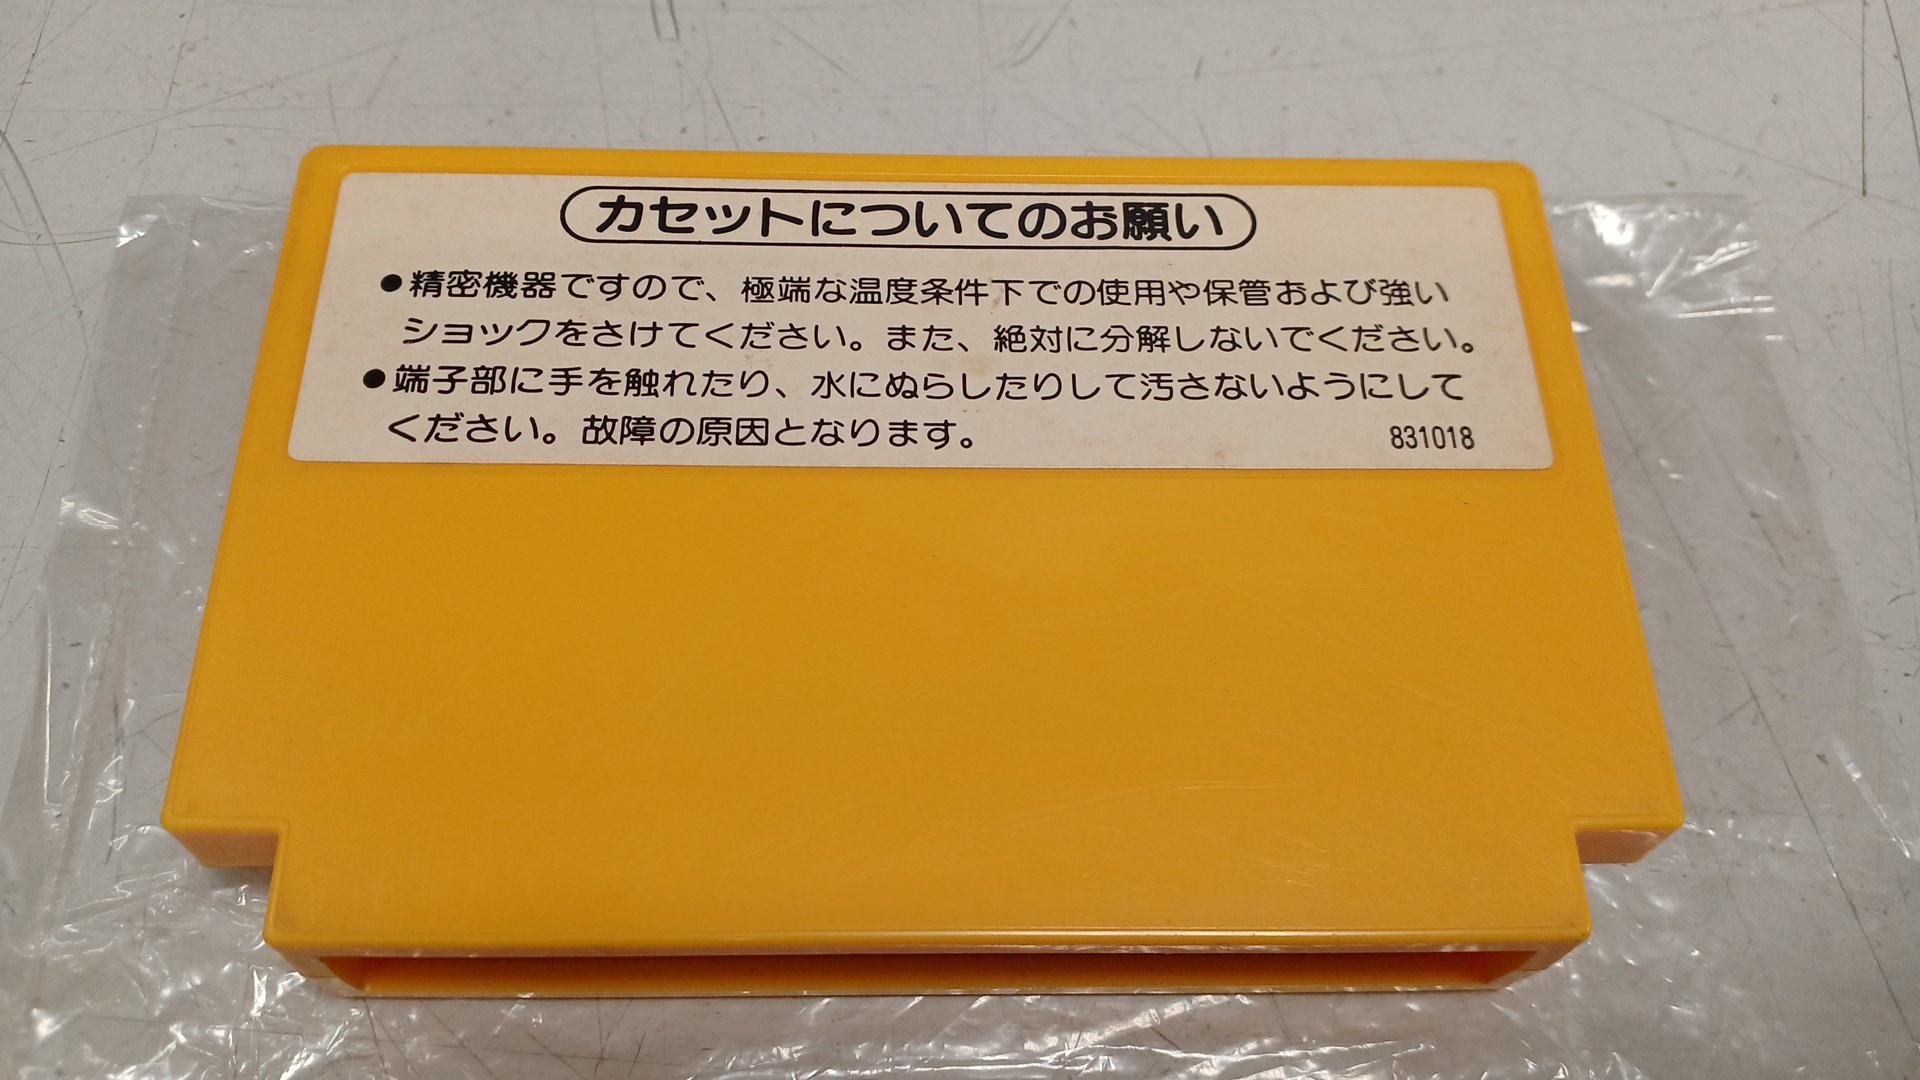 カセットについてのお願い
●精密機器ですので、極端な温度条件下での使用や保管および強い
ショックをさけてください。また、絶対に分解しないでください。
●端子部に手を触れたり、水にぬらしたりして汚さないようにして
ください。故障の原因となります。
831018